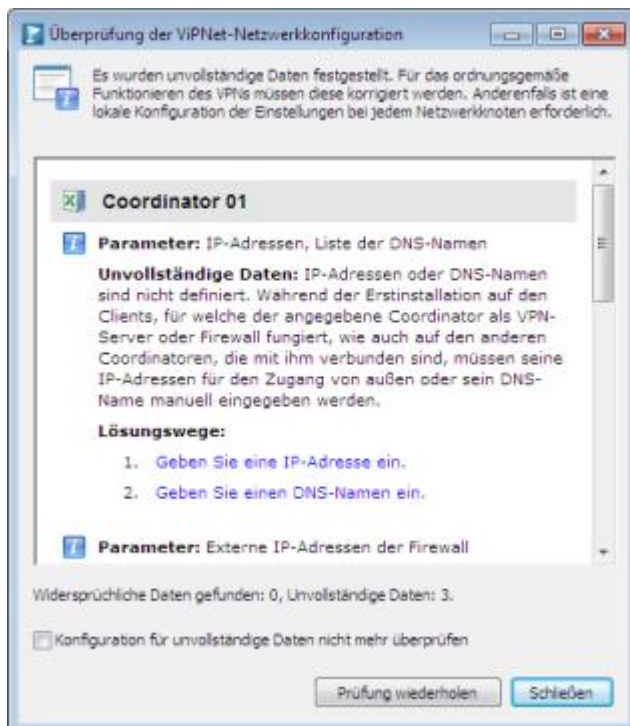 Überprüfung der ViPNet-Netzwerkkonfiguration
Es wurden unvollständige Daten festgestellt. Für das ordnungsgemäße
Funktionieren des VPNs müssen diese korrigiert werden. Anderenfalls ist eine
lokale Konfiguration der Einstellungen bei jedem Netzwerkknoten erforderlich.
Coordinator 01
Parameter: IP-Adressen, Liste der DNS-Namen
Unvollständige Daten: IP-Adressen oder DNS-Namen
sind nicht definiert. Während der Erstinstallation auf den
Clients, für welche der angegebene Coordinator als VPN-
Server oder Firewall fungiert, wie auch auf den anderen
Coordinatoren, die mit ihm verbunden sind, müssen seine
IP-Adressen für den Zugang von außen oder sein DNS-
Name manuell eingegeben werden.
Lösungswege:
1. Geben Sie eine IP-Adresse ein.
2. Geben Sie einen DNS-Namen ein.
Parameter: Externe IP-Adressen der Firewall
Widersprüchliche Daten gefunden: 0, Unvollständige Daten: 3.
Konfiguration für unvollständige Daten nicht mehr überprüfen
Prüfung wiederholen Schließen